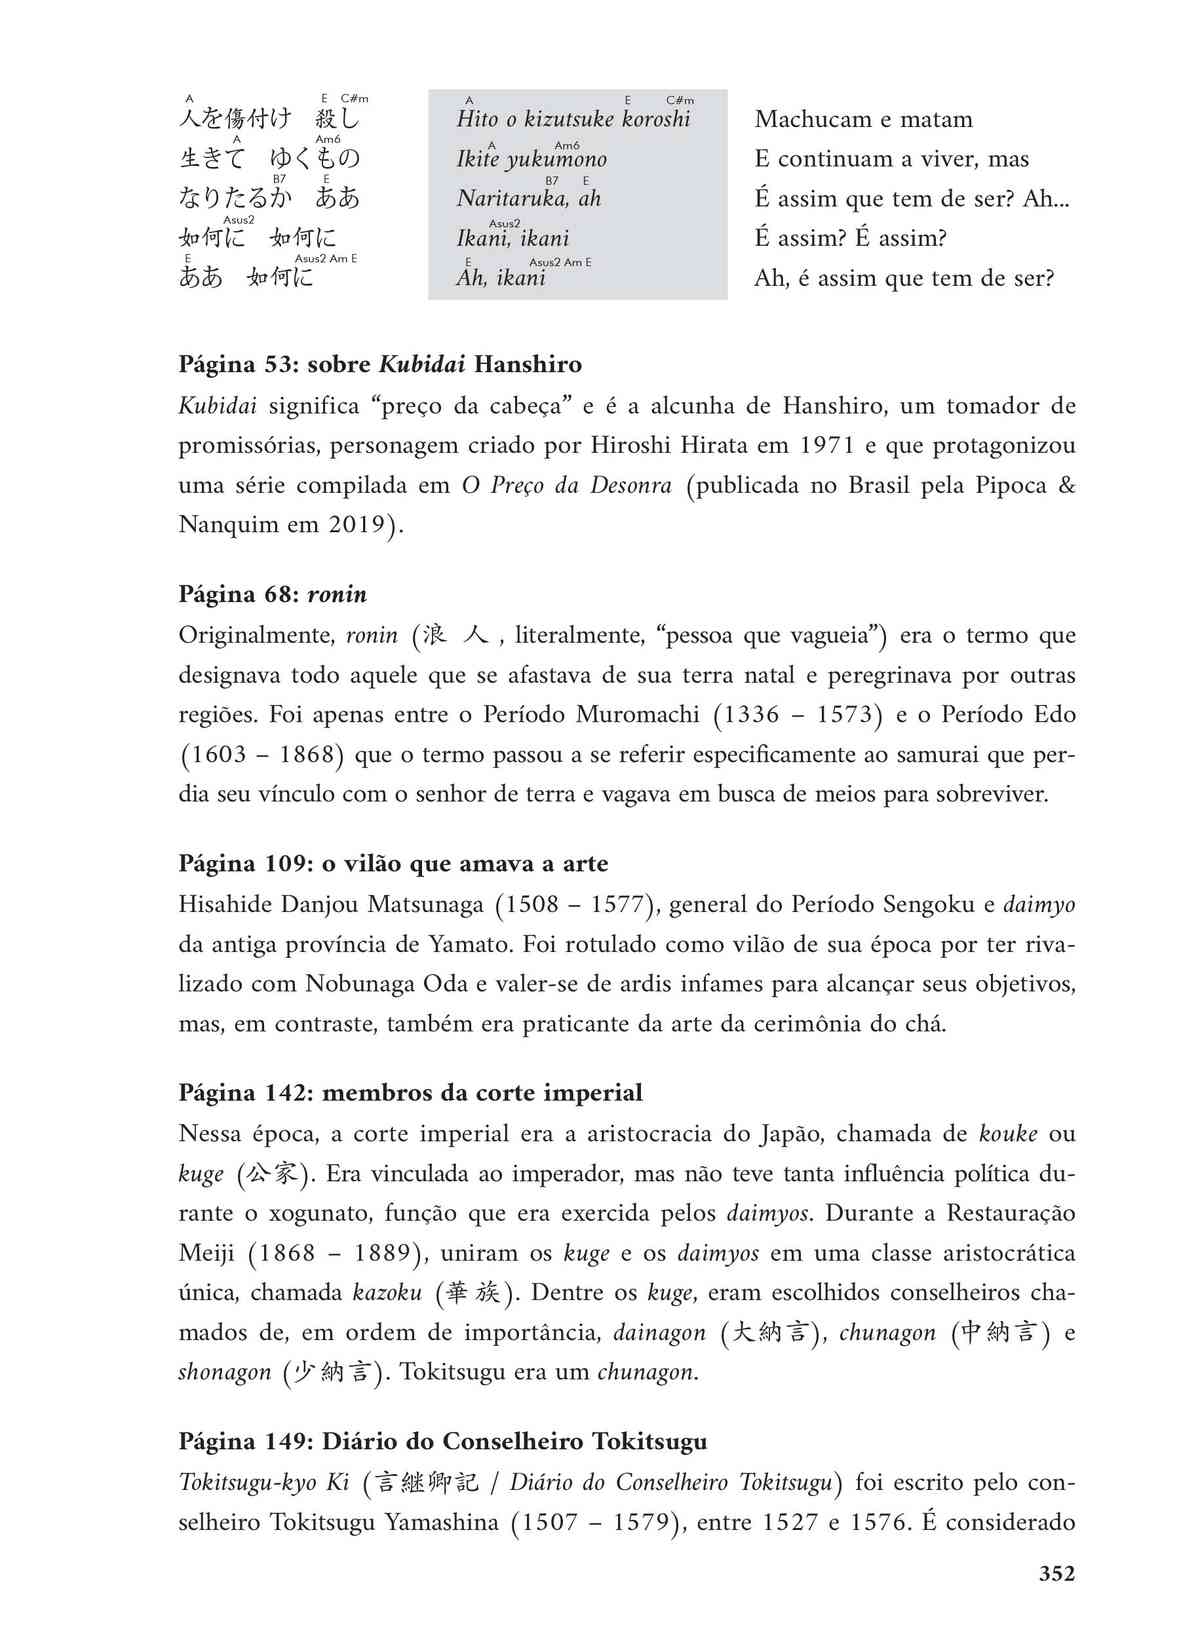 A E C#m
人を傷付け 殺し
A Am6
生きて ゆくもの
B7 E
なりたるか ああ
Asus2
如何に 如何に
E Asus2 Am E
ああ 如何に
A E C#m
Hito o kizutsuke koroshi
A Am6
Ikite yukumono
B7 E
Naritaruka, ah
Asus2
Ikani, ikani
E Asus2 Am E
Ah, ikani
Machucam e matam
E continuam a viver, mas
É assim que tem de ser? Ah...
É assim? É assim?
Ah, é assim que tem de ser?
Página 53: sobre Kubidai Hanshiro
Kubidai significa “preço da cabeça” e é a alcunha de Hanshiro, um tomador de
promissórias, personagem criado por Hiroshi Hirata em 1971 e que protagonizou
uma série compilada em O Preço da Desonra (publicada no Brasil pela Pipoca &
Nanquim em 2019).
Página 68: ronin
Originalmente, ronin (浪 人 , literalmente, “pessoa que vagueia”) era o termo que
designava todo aquele que se afastava de sua terra natal e peregrinava por outras
regiões. Foi apenas entre o Período Muromachi (1336 – 1573) e o Período Edo
(1603 – 1868) que o termo passou a se referir especificamente ao samurai que per-
dia seu vínculo com o senhor de terra e vagava em busca de meios para sobreviver.
Página 109: o vilão que amava a arte
Hisahide Danjou Matsunaga (1508 – 1577), general do Período Sengoku e daimyo
da antiga província de Yamato. Foi rotulado como vilão de sua época por ter riva-
lizado com Nobunaga Oda e valer-se de ardis infames para alcançar seus objetivos,
mas, em contraste, também era praticante da arte da cerimônia do chá.
Página 142: membros da corte imperial
Nessa época, a corte imperial era a aristocracia do Japão, chamada de kouke ou
kuge (公家). Era vinculada ao imperador, mas não teve tanta influência política du-
rante o xogunato, função que era exercida pelos daimyos. Durante a Restauração
Meiji (1868 – 1889), uniram os kuge e os daimyos em uma classe aristocrática
única, chamada kazoku (華族). Dentre os kuge, eram escolhidos conselheiros cha-
mados de, em ordem de importância, dainagon (大納言), chunagon (中納言) e
shonagon (少納言). Tokitsugu era um chunagon.
Página 149: Diário do Conselheiro Tokitsugu
Tokitsugu-kyo Ki (言継卿記 / Diário do Conselheiro Tokitsugu) foi escrito pelo con-
selheiro Tokitsugu Yamashina (1507 – 1579), entre 1527 e 1576. É considerado
352